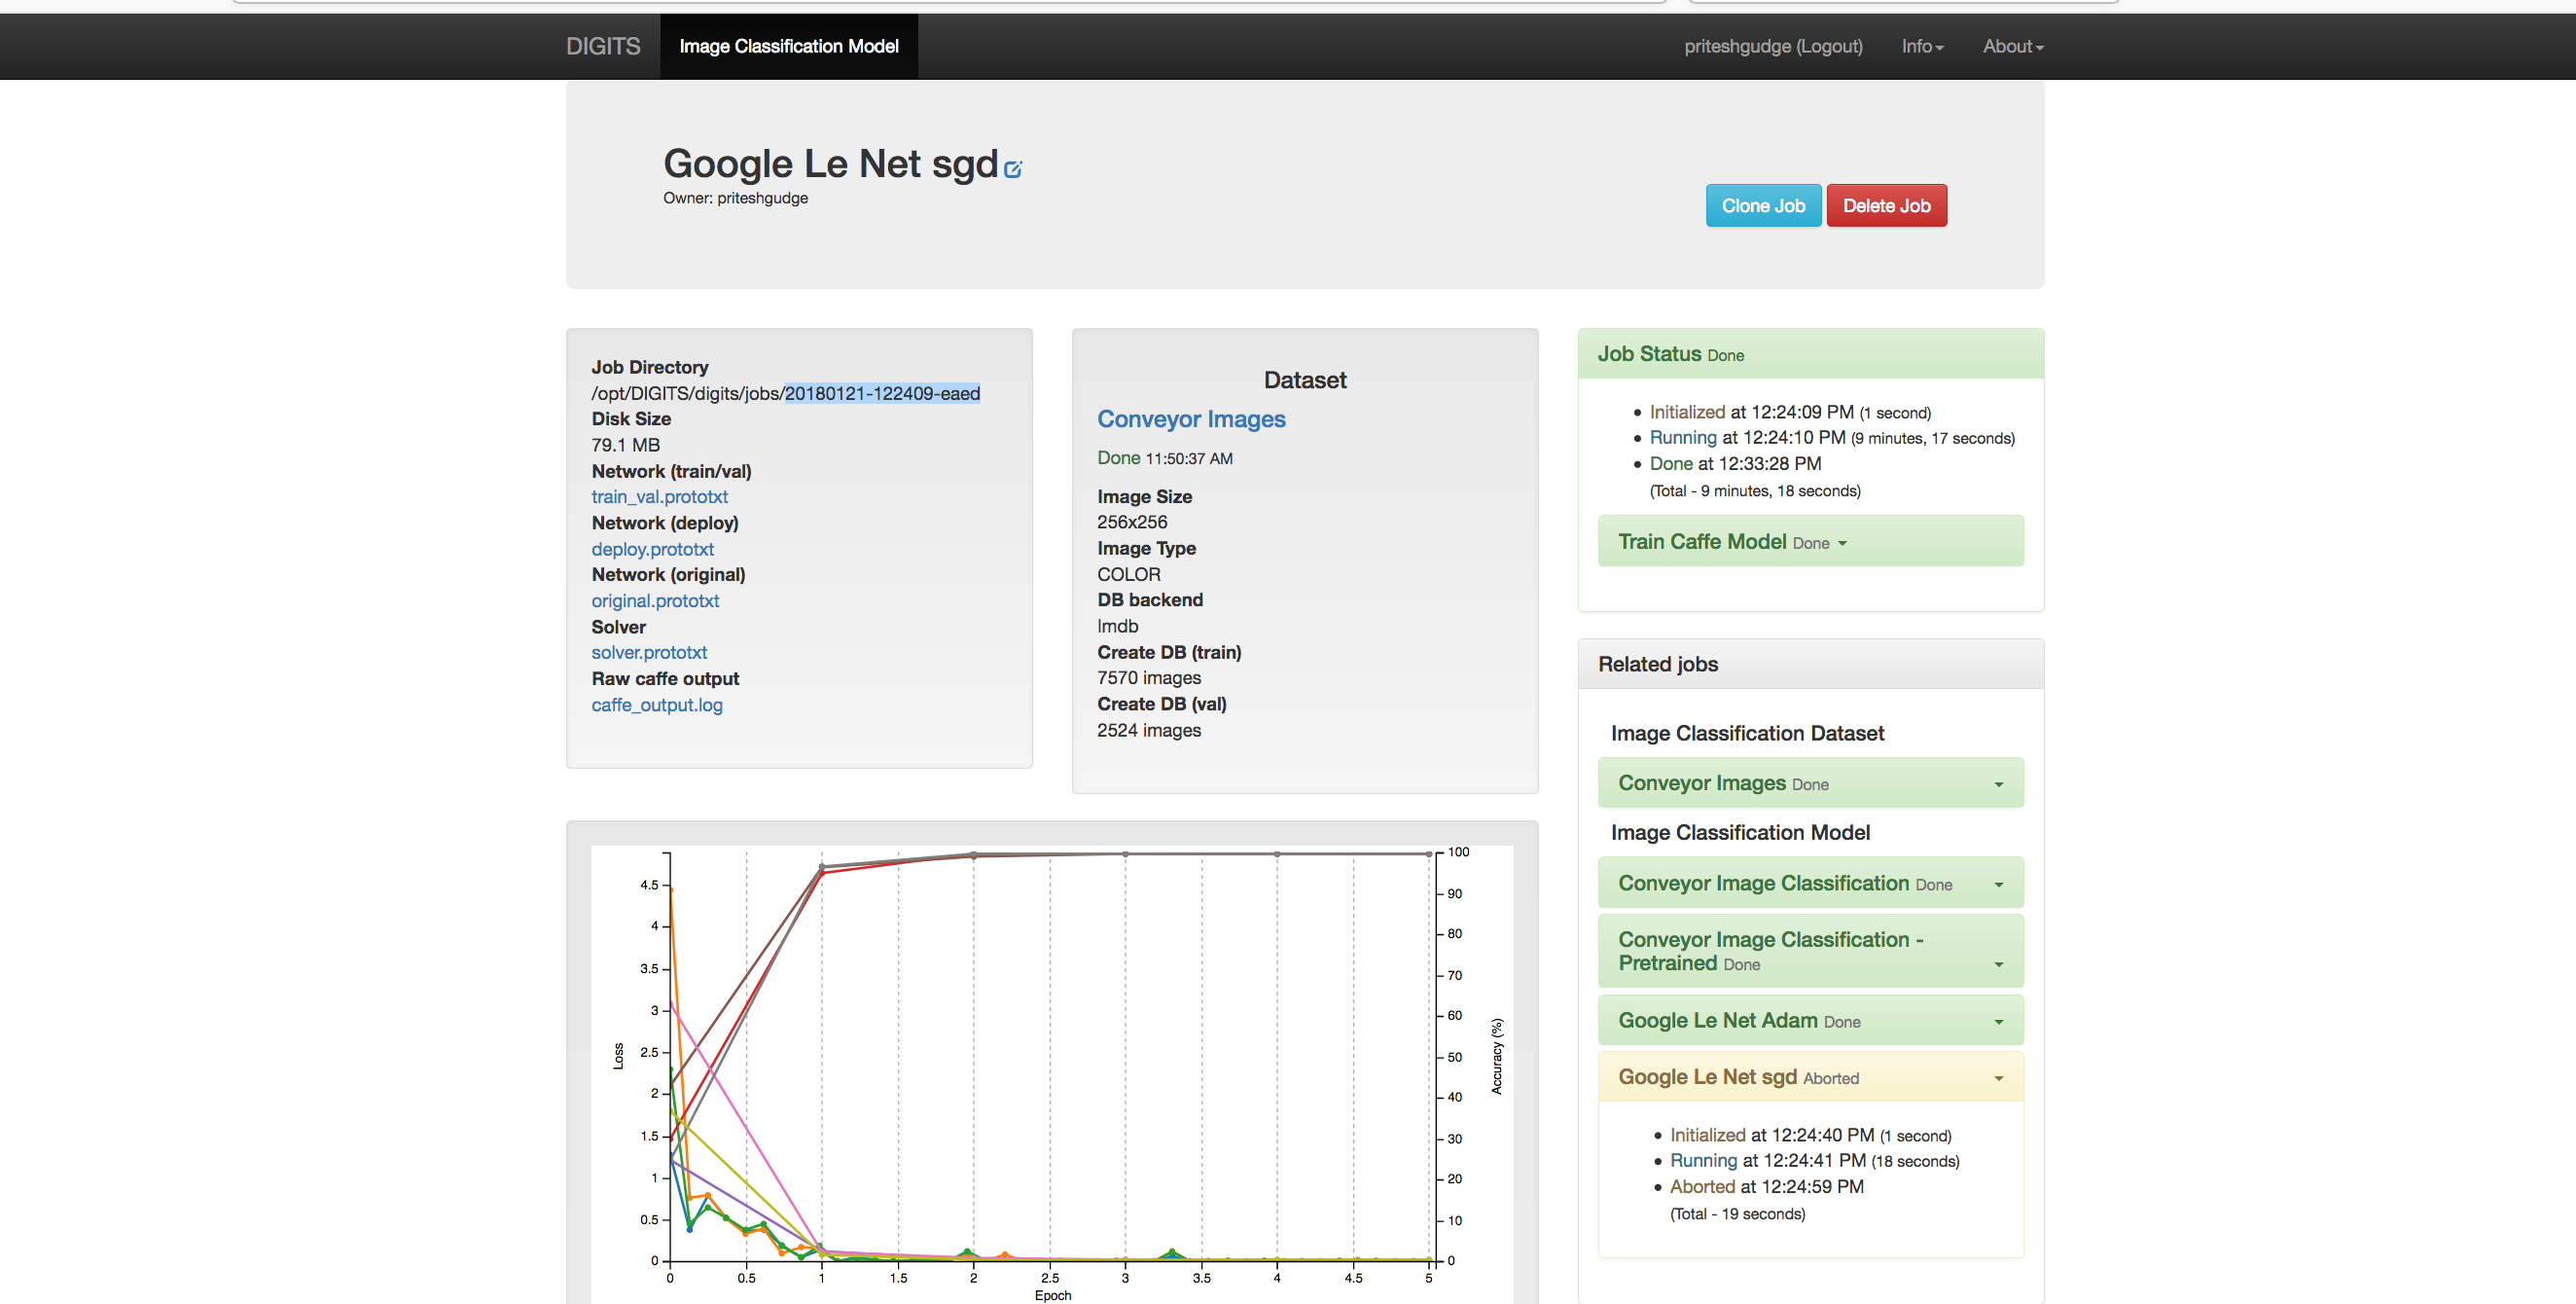 DIGITS Image Classification Model priteshgudge (Logout) Info About
Google Le Net sgd
Owner: priteshgudge
Clone Job Delete Job
Job Directory
/opt/DIGITS/digits/jobs/20180121-122409-eaed
Disk Size
79.1 MB
Network (train/val)
train_val.prototxt
Network (deploy)
deploy.prototxt
Network (original)
original.prototxt
Solver
solver.prototxt
Raw caffe output
caffe_output.log
Dataset
Conveyor Images
Done 11:50:37 AM
Image Size
256x256
Image Type
COLOR
DB backend
lmdb
Create DB (train)
7570 images
Create DB (val)
2524 images
Job Status Done
Initialized at 12:24:09 PM (1 second)
Running at 12:24:10 PM (9 minutes, 17 seconds)
Done at 12:33:28 PM
(Total - 9 minutes, 18 seconds)
Train Caffe Model Done
Related jobs
Image Classification Dataset
Conveyor Images Done
Image Classification Model
Conveyor Image Classification Done
Conveyor Image Classification -
Pretrained Done
Google Le Net Adam Done
Google Le Net sgd Aborted
Initialized at 12:24:40 PM (1 second)
Running at 12:24:41 PM (18 seconds)
Aborted at 12:24:59 PM
(Total - 19 seconds)
4.5
4
3.5
3
2.5
2
1.5
1
0.5
0
Loss
0 0.5 1 1.5 2 2.5 3 3.5 4 4.5 5
Epoch
100
90
80
70
60
50
40
30
20
10
0
Accuracy (%)